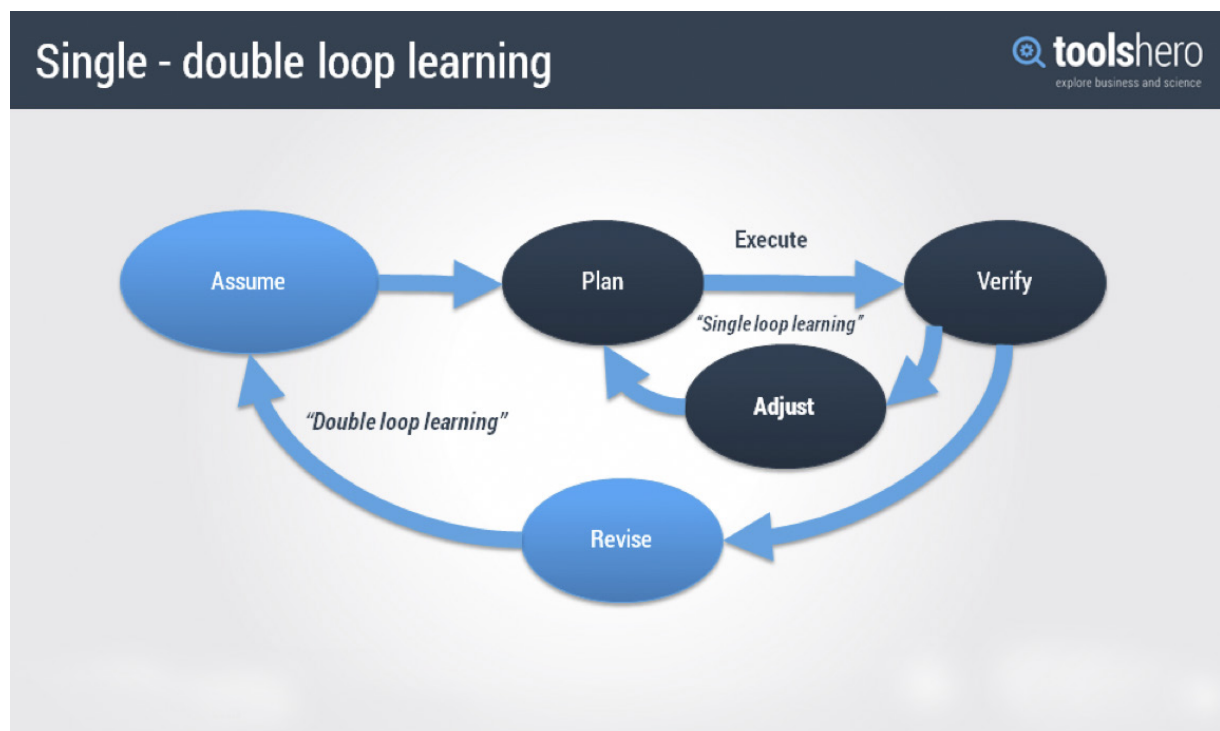 Single - double loop learning
toolshero
explore business and science
Assume
Plan
Execute
Verify
“Single loop learning”
Adjust
“Double loop learning”
Revise